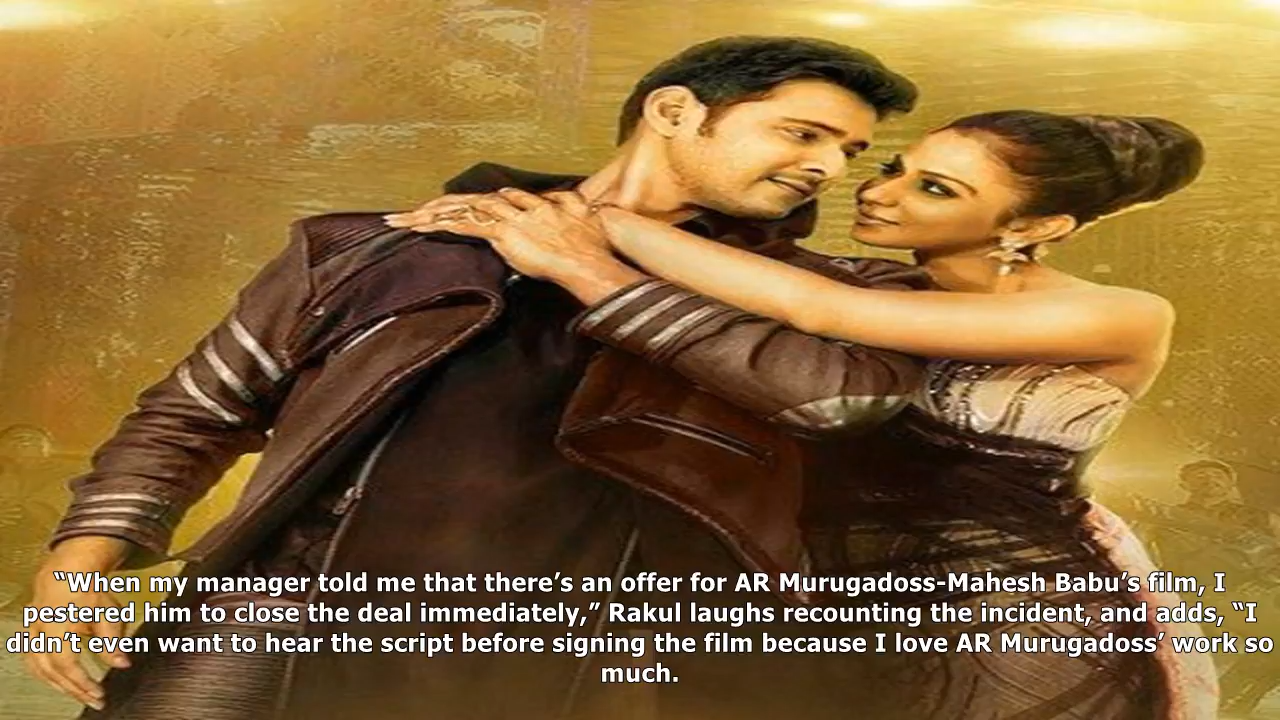 “When my manager told me that there’s an offer for AR Murugadoss-Mahesh Babu’s film, I
pestered him to close the deal immediately,” Rakul laughs recounting the incident, and adds, “I
didn’t even want to hear the script before signing the film because I love AR Murugadoss’ work so
much.